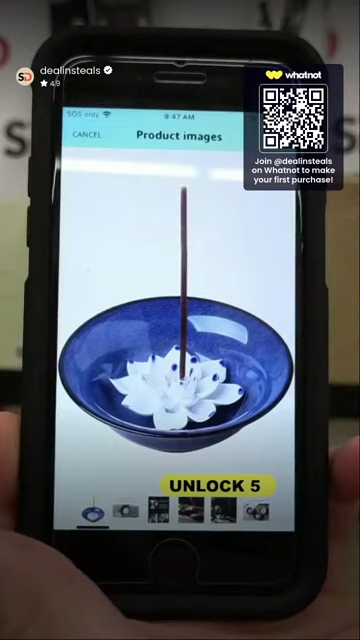 dealinsteals
4.9
whatnot
Join @dealinsteals
on Whatnot to make
your first purchase!
SOS only
9:47 AM
CANCEL
Product images
UNLOCK 5